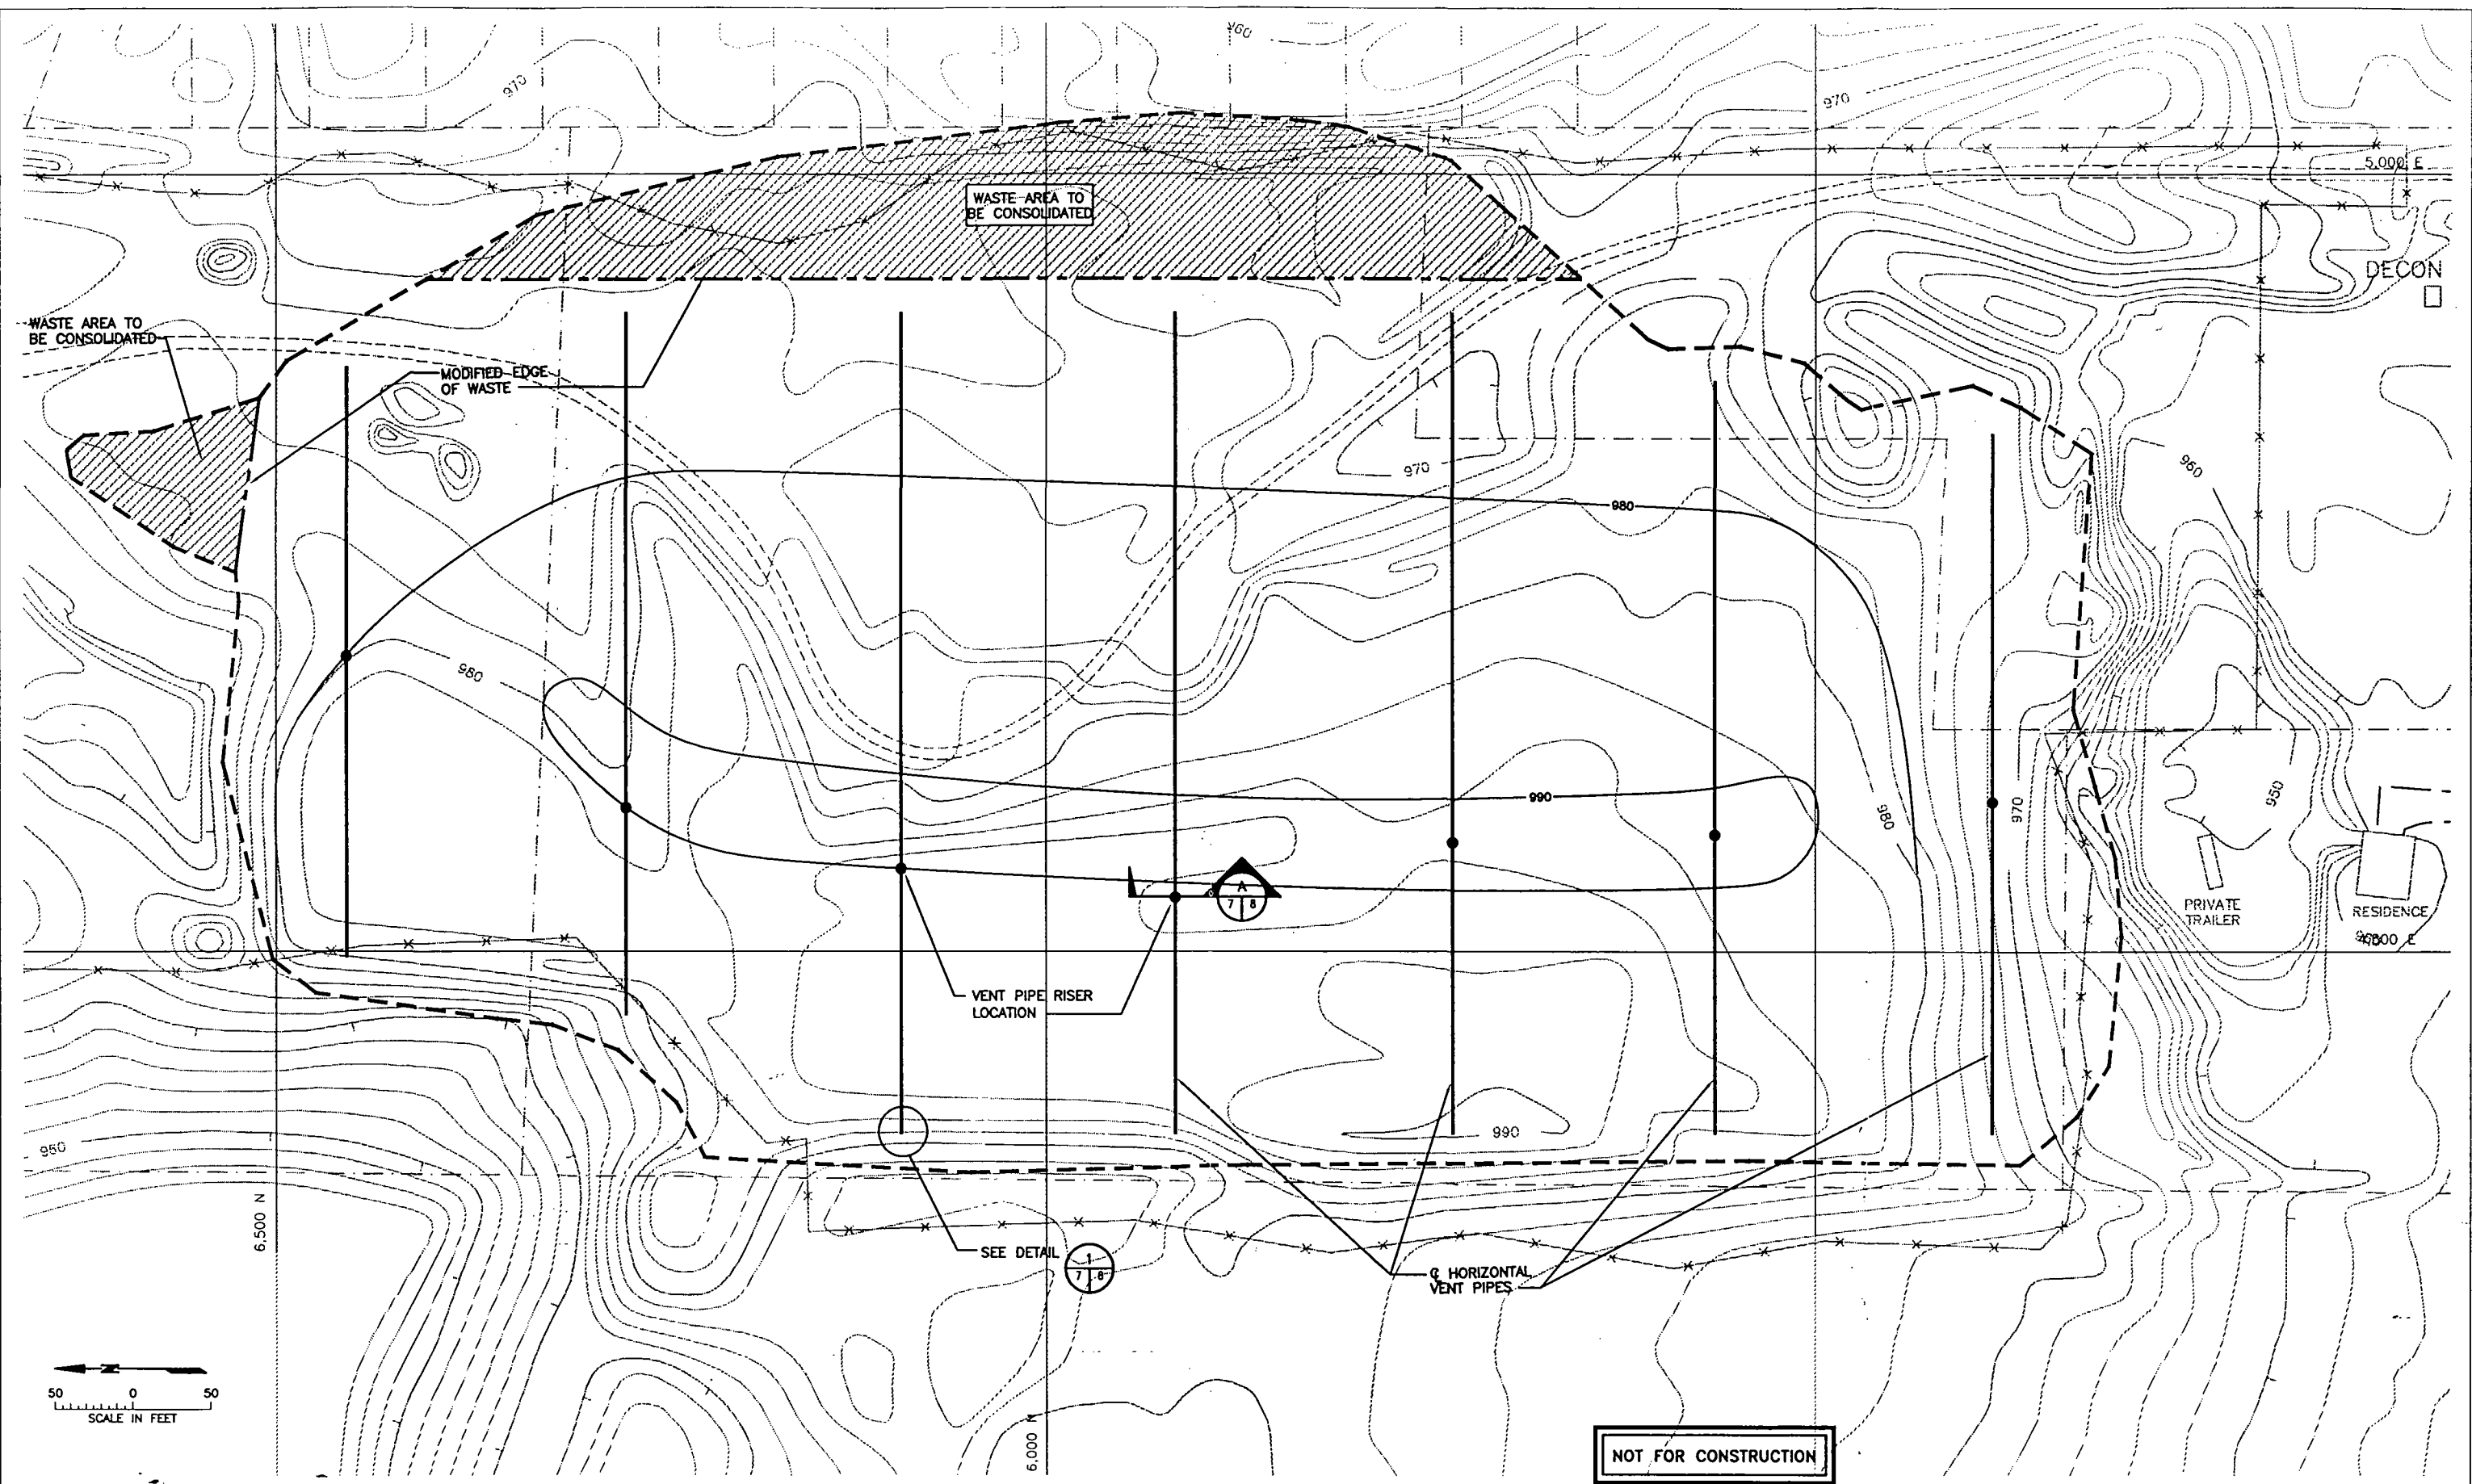 960
970
970
5,000 E
WASTE AREA TO
BE CONSOLIDATED
DECON
WASTE AREA TO
BE CONSOLIDATED
MODIFIED EDGE
OF WASTE
960
970
980
980
990
980
970
950
A
7 8
PRIVATE
TRAILER
RESIDENCE
E
VENT PIPE RISER
LOCATION
990
950
6,500 N
SEE DETAIL
1
7 8
℄ HORIZONTAL
VENT PIPES
N
50 0 50
SCALE IN FEET
6,000 N
NOT FOR CONSTRUCTION